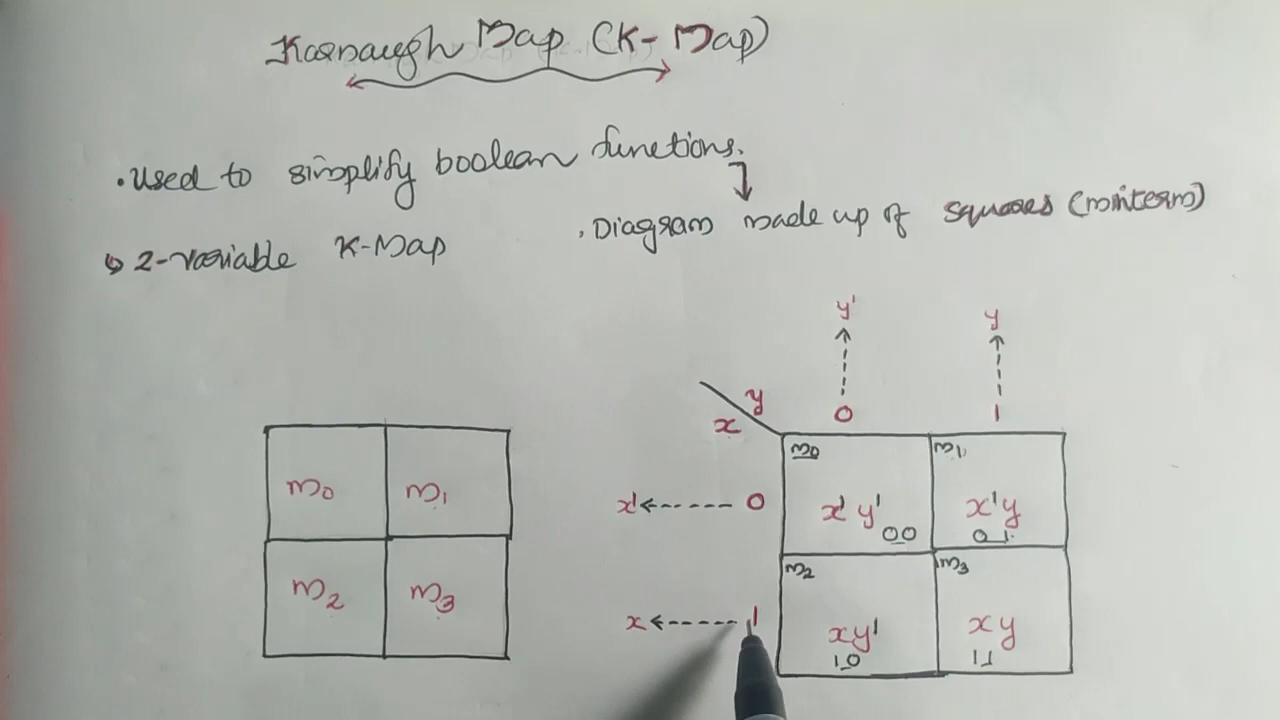 Karnaugh Map (K-Map)
. Used to simplify boolean functions.
. Diagram made up of squares (minterm)
↳ 2-variable K-Map
y' y
y 0 1
x
m0 m1
m0 m1
x' 0 x'y' x'y
00 01
m2 m3
m2 m3
x 1 xy' xy
10 11